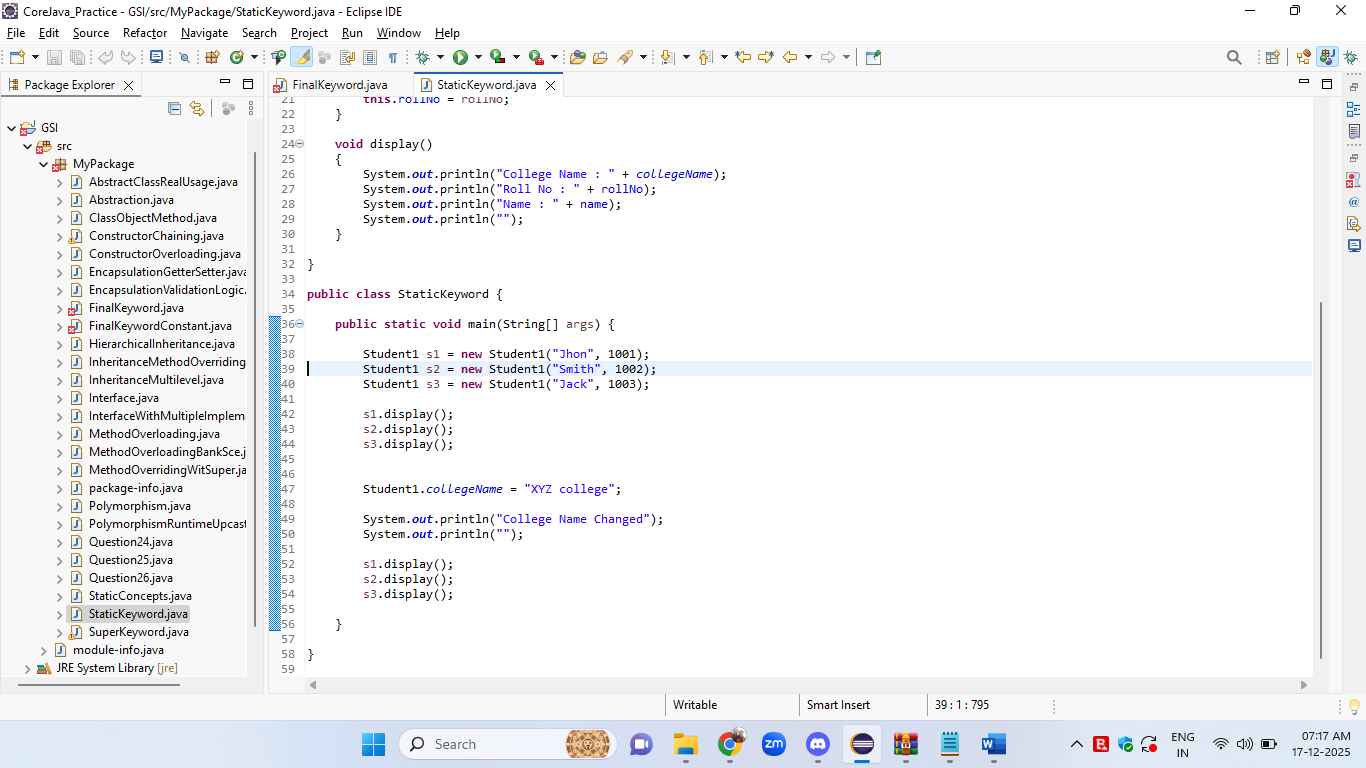 CoreJava_Practice - GSI/src/MyPackage/StaticKeyword.java - Eclipse IDE
File Edit Source Refactor Navigate Search Project Run Window Help
Package Explorer
FinalKeyword.java
StaticKeyword.java
GSI
src
MyPackage
AbstractClassRealUsage.java
Abstraction.java
ClassObjectMethod.java
ConstructorChaining.java
ConstructorOverloading.java
EncapsulationGetterSetter.java
EncapsulationValidationLogic.
FinalKeyword.java
FinalKeywordConstant.java
HierarchicalInheritance.java
InheritanceMethodOverriding
InheritanceMultilevel.java
Interface.java
InterfaceWithMultipleImplem
MethodOverloading.java
MethodOverloadingBankSce.j
MethodOverridingWitSuper.ja
package-info.java
Polymorphism.java
PolymorphismRuntimeUpcast
Question24.java
Question25.java
Question26.java
StaticConcepts.java
StaticKeyword.java
SuperKeyword.java
module-info.java
JRE System Library [jre]
21 this.rollNo = rollNo;
22 }
23
24 void display()
25 {
26 System.out.println("College Name : " + collegeName);
27 System.out.println("Roll No : " + rollNo);
28 System.out.println("Name : " + name);
29 System.out.println("");
30 }
31
32 }
33
34 public class StaticKeyword {
35
36 public static void main(String[] args) {
37
38 Student1 s1 = new Student1("Jhon", 1001);
39 Student1 s2 = new Student1("Smith", 1002);
40 Student1 s3 = new Student1("Jack", 1003);
41
42 s1.display();
43 s2.display();
44 s3.display();
45
46
47 Student1.collegeName = "XYZ college";
48
49 System.out.println("College Name Changed");
50 System.out.println("");
51
52 s1.display();
53 s2.display();
54 s3.display();
55
56 }
57
58 }
59
Writable Smart Insert 39 : 1 : 795
Search
zm
ENG
IN
07:17 AM
17-12-2025